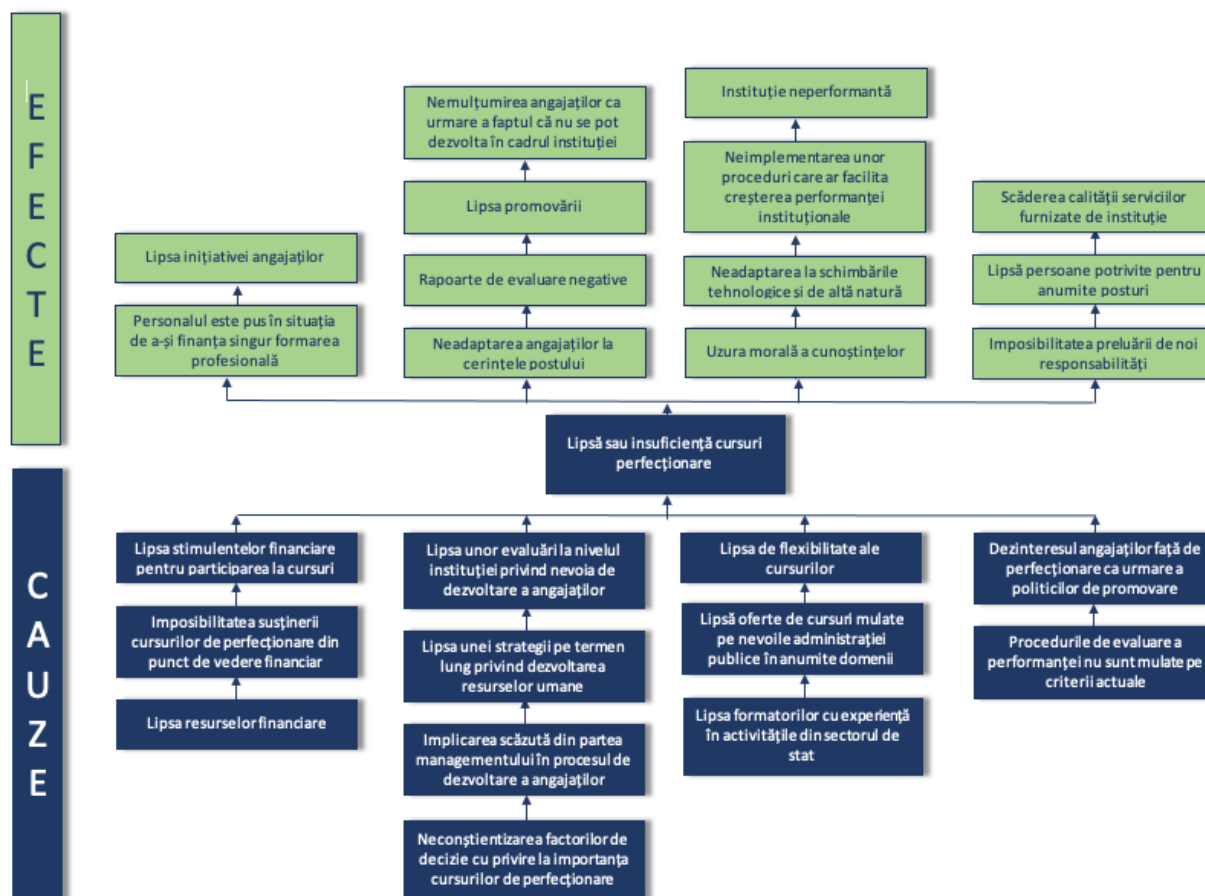 EFECTE
Instituție neperformantă
Nemulțumirea angajaților ca
urmare a faptul că nu se pot
dezvolta în cadrul instituției
Neimplementarea unor
proceduri care ar facilita
creșterea performanței
instituționale
Lipsa promovării
Scăderea calității serviciilor
furnizate de instituție
Lipsa inițiativei angajaților
Rapoarte de evaluare negative
Neadaptarea la schimbările
tehnologice și de altă natură
Lipsă persoane potrivite pentru
anumite posturi
Personalul este pus în situația
de a-și finanța singur formarea
profesională
Neadaptarea angajaților la
cerințele postului
Uzura morală a cunoștințelor
Imposibilitatea preluării de noi
responsabilități
Lipsă sau insuficiență cursuri
perfecționare
CAUZE
Lipsa stimulentelor financiare
pentru participarea la cursuri
Lipsa unor evaluări la nivelul
instituției privind nevoia de
dezvoltare a angajaților
Lipsa de flexibilitate ale
cursurilor
Dezinteresul angajaților față de
perfecționare ca urmare a
politicilor de promovare
Imposibilitatea susținerii
cursurilor de perfecționare din
punct de vedere financiar
Lipsa unei strategii pe termen
lung privind dezvoltarea
resurselor umane
Lipsă oferte de cursuri mulate
pe nevoile administrației
publice în anumite domenii
Procedurile de evaluare a
performanței nu sunt mulate pe
criterii actuale
Lipsa resurselor financiare
Implicarea scăzută din partea
managementului în procesul de
dezvoltare a angajaților
Lipsa formatorilor cu experiență
în activitățile din sectorul de
stat
Neconștientizarea factorilor de
decizie cu privire la importanța
cursurilor de perfecționare